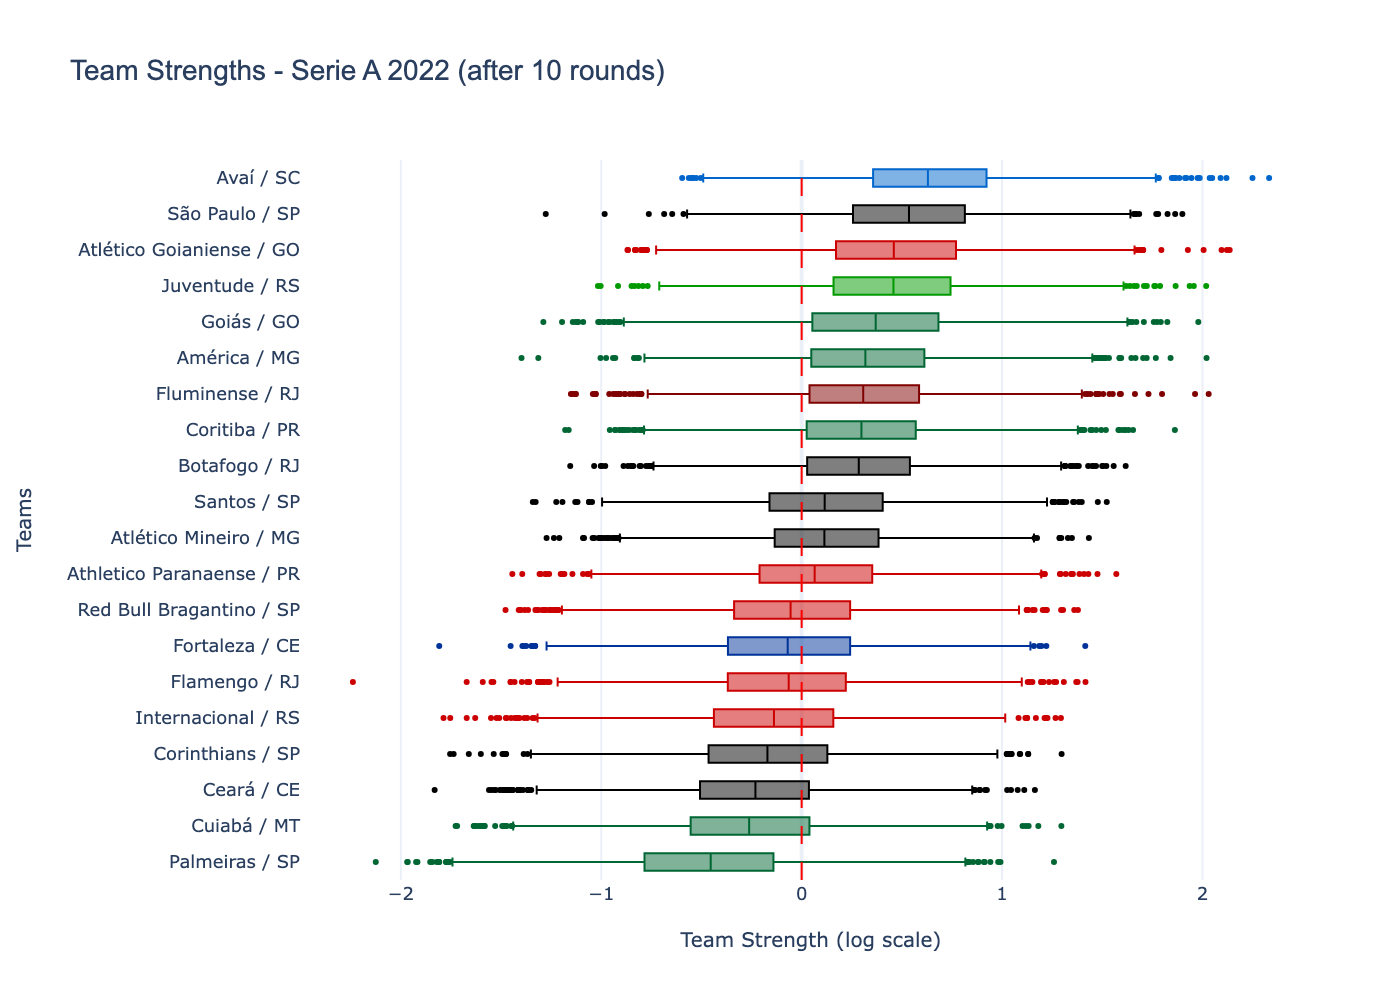 Team Strengths - Serie A 2022 (after 10 rounds)
Teams
Avaí / SC
São Paulo / SP
Atlético Goianiense / GO
Juventude / RS
Goiás / GO
América / MG
Fluminense / RJ
Coritiba / PR
Botafogo / RJ
Santos / SP
Atlético Mineiro / MG
Athletico Paranaense / PR
Red Bull Bragantino / SP
Fortaleza / CE
Flamengo / RJ
Internacional / RS
Corinthians / SP
Ceará / CE
Cuiabá / MT
Palmeiras / SP
−2 −1 0 1 2
Team Strength (log scale)